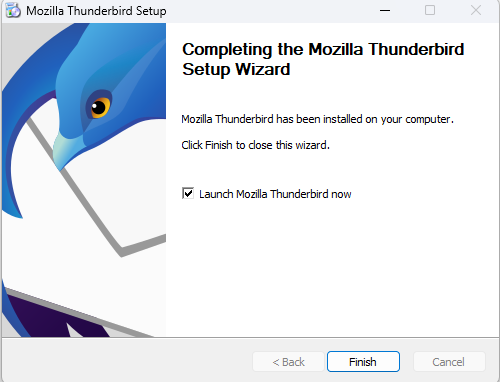 Mozilla Thunderbird Setup
Completing the Mozilla Thunderbird
Setup Wizard
Mozilla Thunderbird has been installed on your computer.
Click Finish to close this wizard.
Launch Mozilla Thunderbird now
< Back
Finish
Cancel